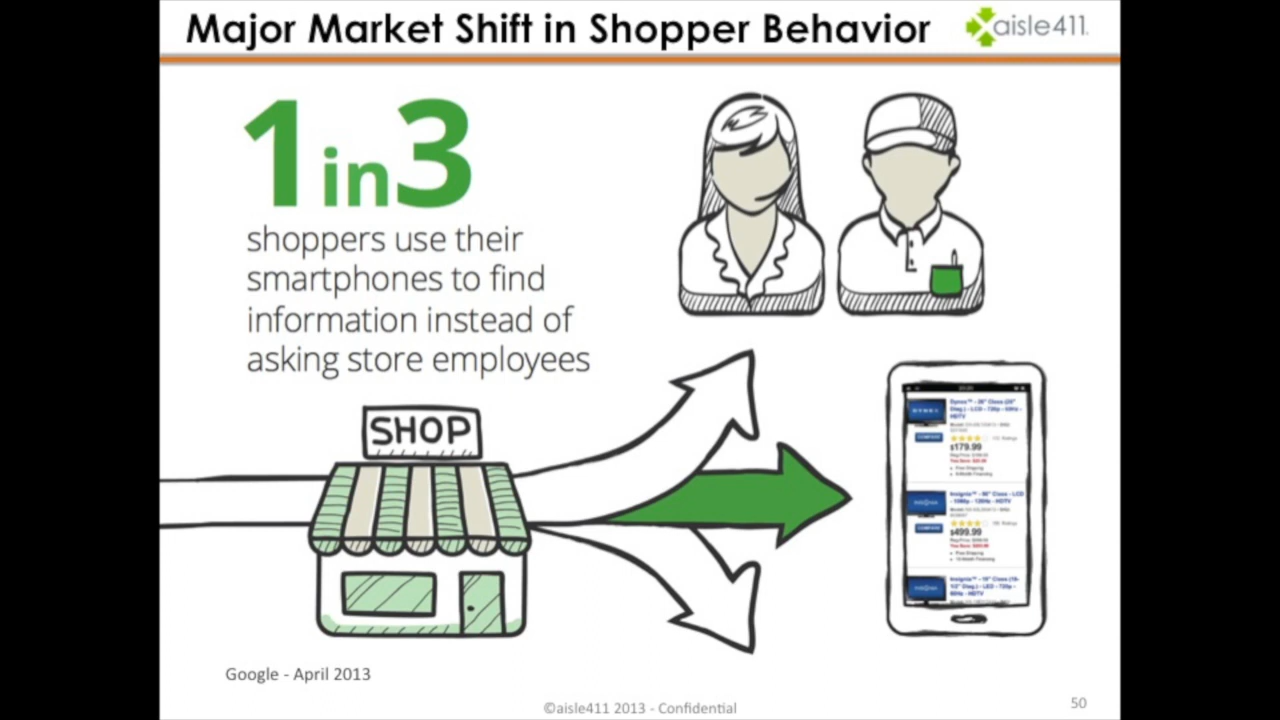 Major Market Shift in Shopper Behavior
aisle411
1 in 3
shoppers use their
smartphones to find
information instead of
asking store employees
SHOP
$179.99
$499.99
Google - April 2013
©aisle411 2013 - Confidential
50